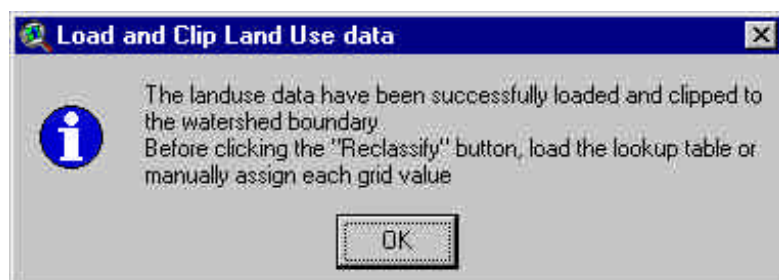 Load and Clip Land Use data
The landuse data have been successfully loaded and clipped to
the watershed boundary
Before clicking the "Reclassify" button, load the lookup table or
manually assign each grid value
OK